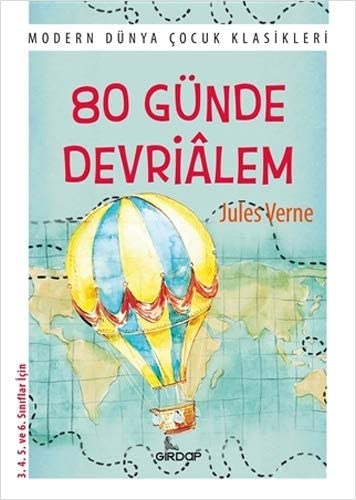 MODERN DÜNYA ÇOCUK KLASİKLERİ
80 GÜNDE
DEVRİÂLEM
Jules Verne
3. 4. 5. ve 6. Sınıflar İçin
GİRDAP